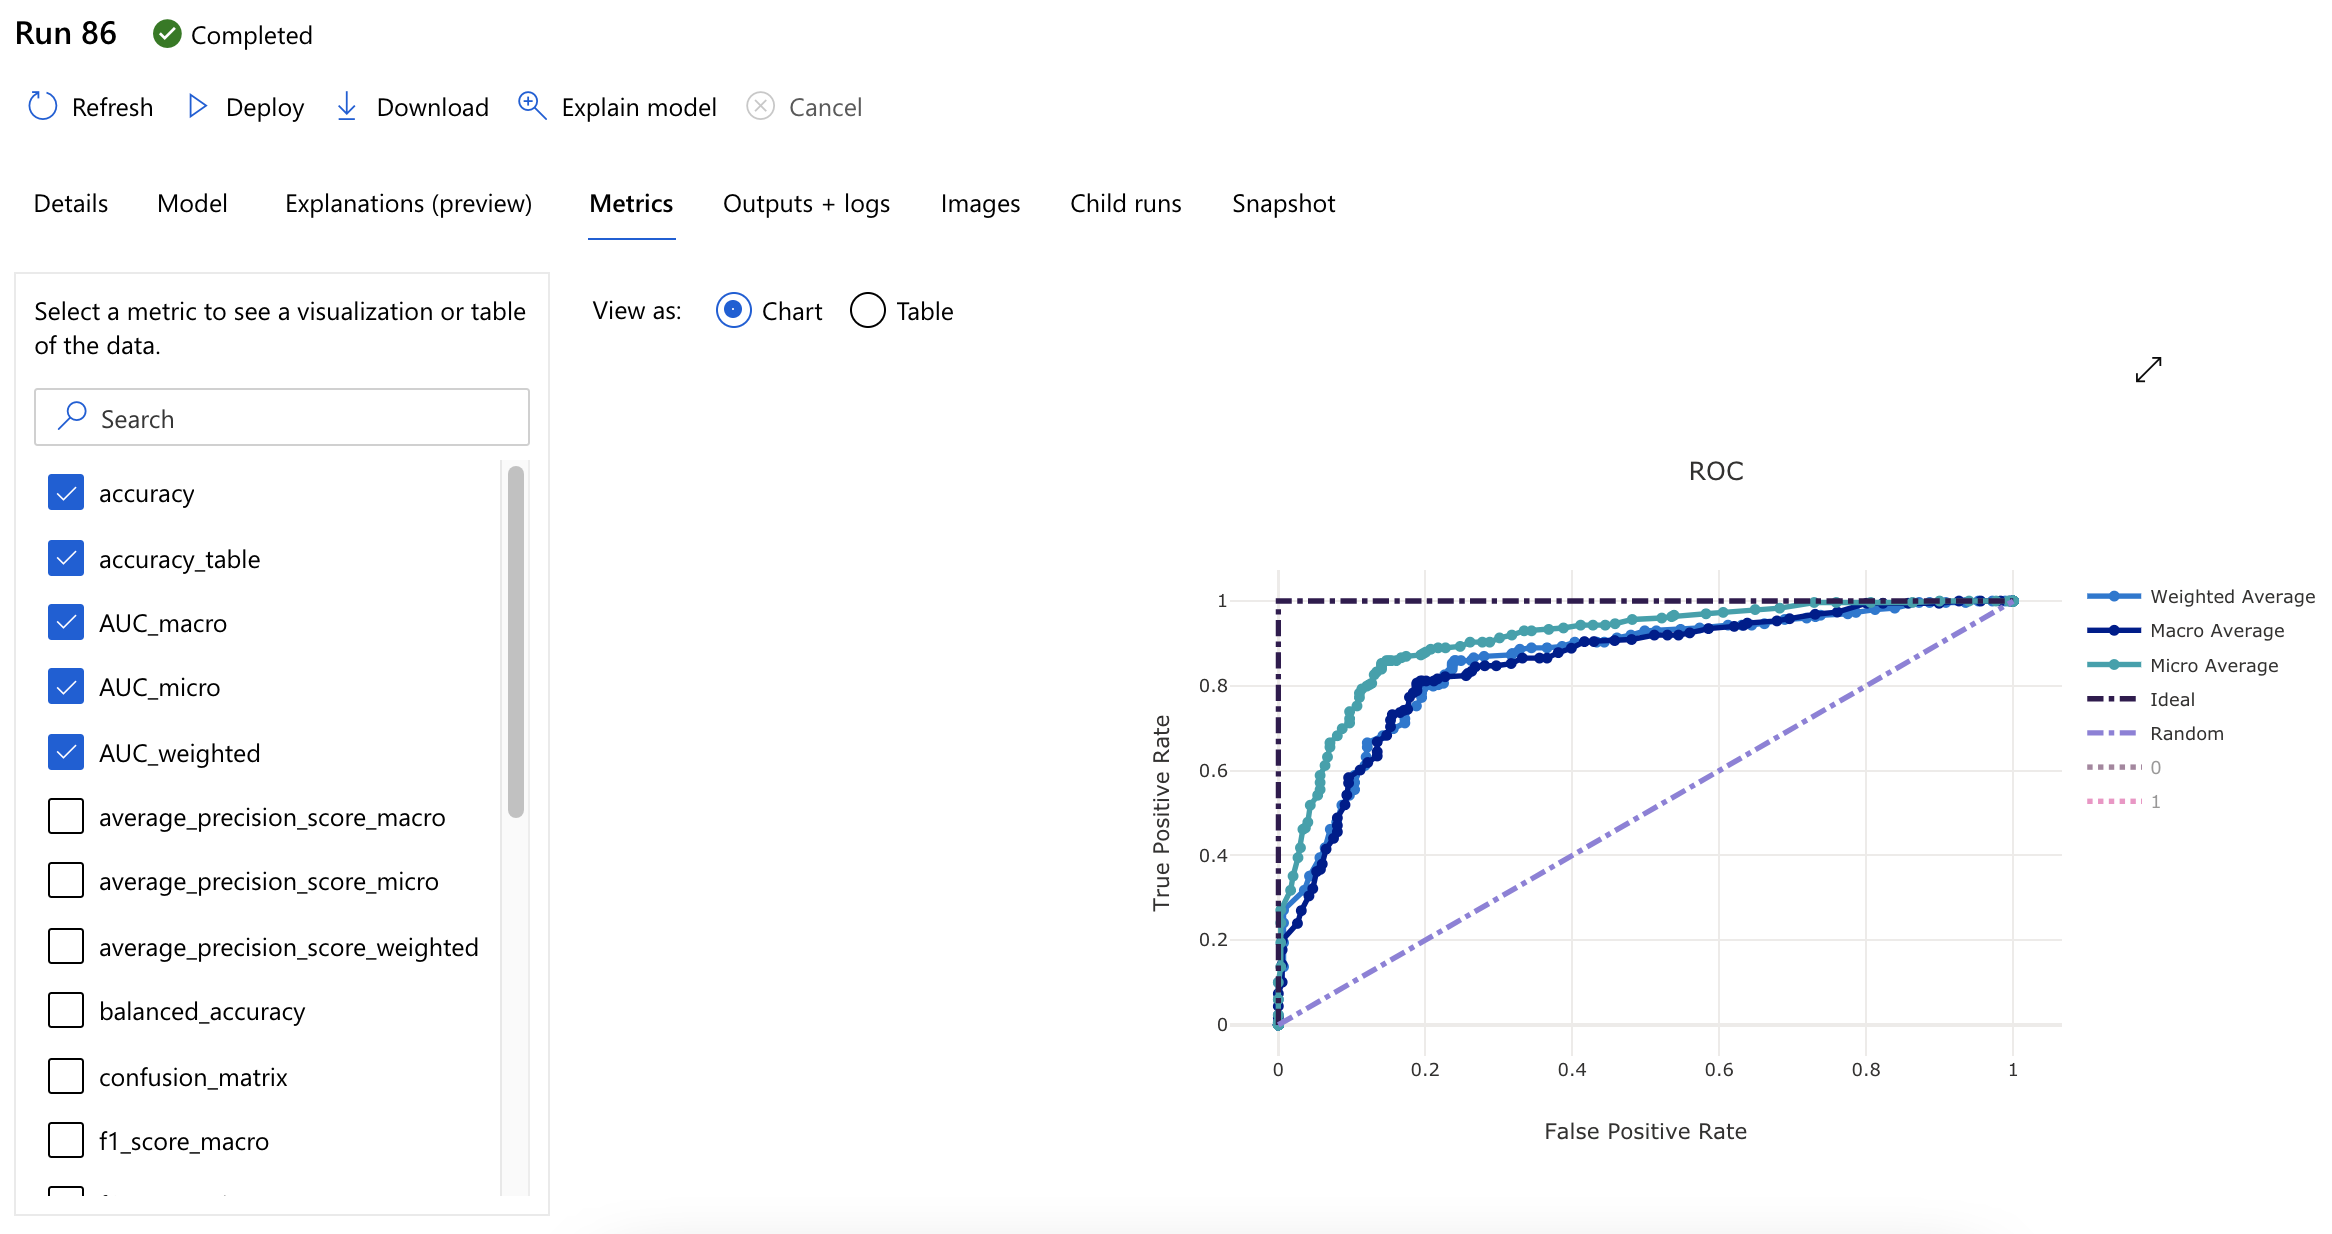 Run 86 Completed
Refresh Deploy Download Explain model Cancel
Details Model Explanations (preview) Metrics Outputs + logs Images Child runs Snapshot
Select a metric to see a visualization or table
of the data.
Search
accuracy
accuracy_table
AUC_macro
AUC_micro
AUC_weighted
average_precision_score_macro
average_precision_score_micro
average_precision_score_weighted
balanced_accuracy
confusion_matrix
f1_score_macro
View as: Chart Table
ROC
1
0.8
0.6
0.4
0.2
0
True Positive Rate
0 0.2 0.4 0.6 0.8 1
False Positive Rate
Weighted Average
Macro Average
Micro Average
Ideal
Random
0
1